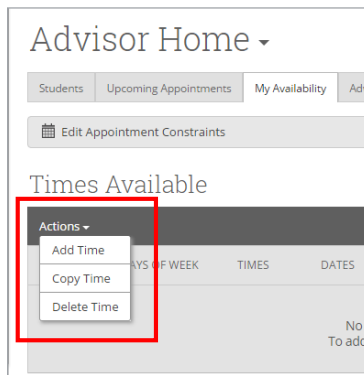 Advisor Home
Students Upcoming Appointments My Availability
Edit Appointment Constraints
Times Available
Actions
Add Time
OF WEEK TIMES DATES
Copy Time
Delete Time
No
To add